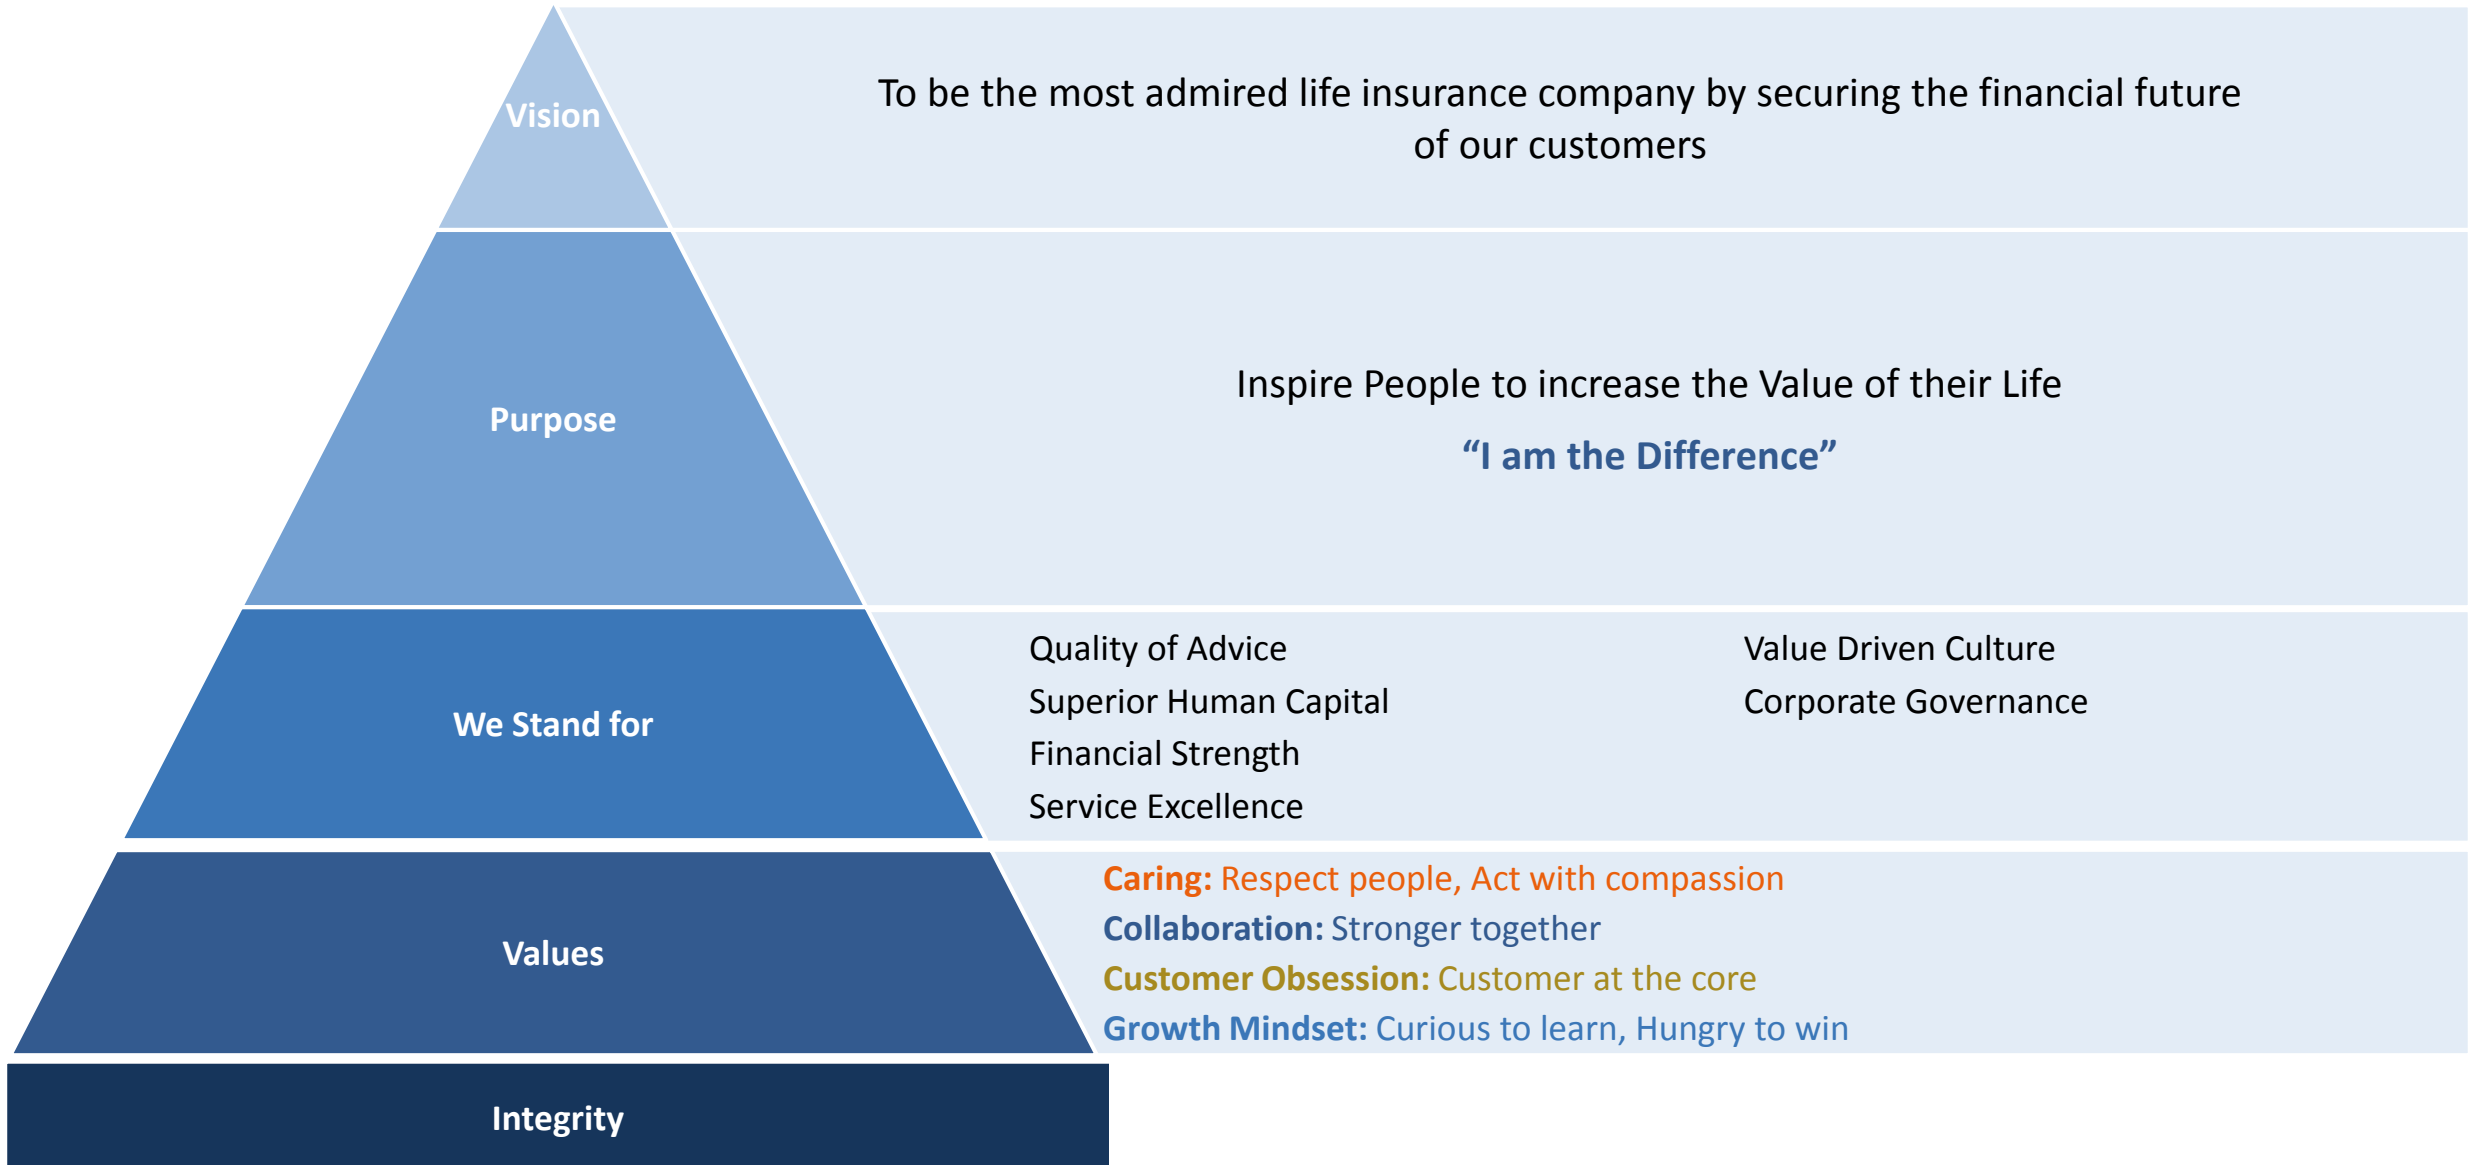 Vision
To be the most admired life insurance company by securing the financial future
of our customers
Purpose
Inspire People to increase the Value of their Life
“I am the Difference”
We Stand for
Quality of Advice
Superior Human Capital
Financial Strength
Service Excellence
Value Driven Culture
Corporate Governance
Values
Caring: Respect people, Act with compassion
Collaboration: Stronger together
Customer Obsession: Customer at the core
Growth Mindset: Curious to learn, Hungry to win
Integrity